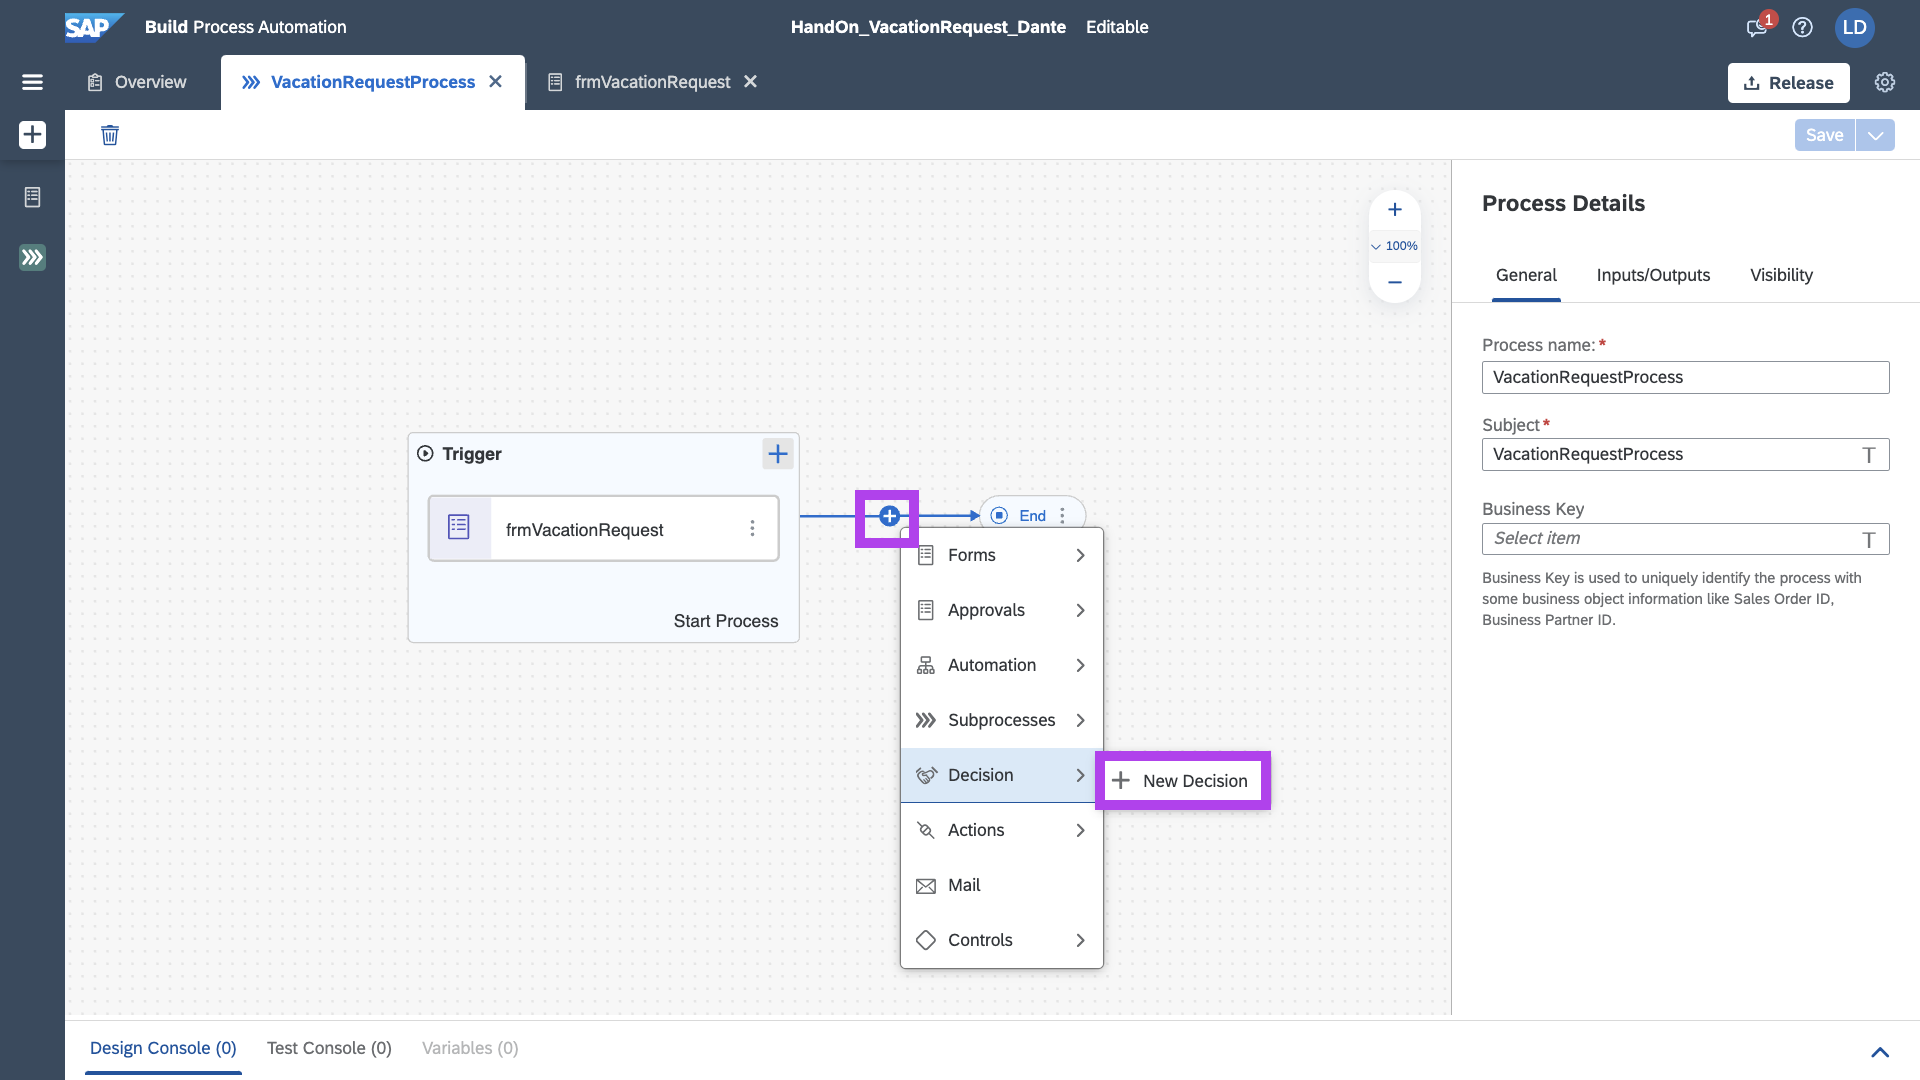 SAP Build Process Automation HandOn_VacationRequest_Dante Editable 1 LD
Overview VacationRequestProcess frmVacationRequest Release
Save
Process Details
100%
General Inputs/Outputs Visibility
Process name:*
VacationRequestProcess
Subject*
VacationRequestProcess
Business Key
Select item
Business Key is used to uniquely identify the process with
some business object information like Sales Order ID,
Business Partner ID.
Trigger
frmVacationRequest
Start Process
End
Forms
Approvals
Automation
Subprocesses
Decision
New Decision
Actions
Mail
Controls
Design Console (0) Test Console (0) Variables (0)